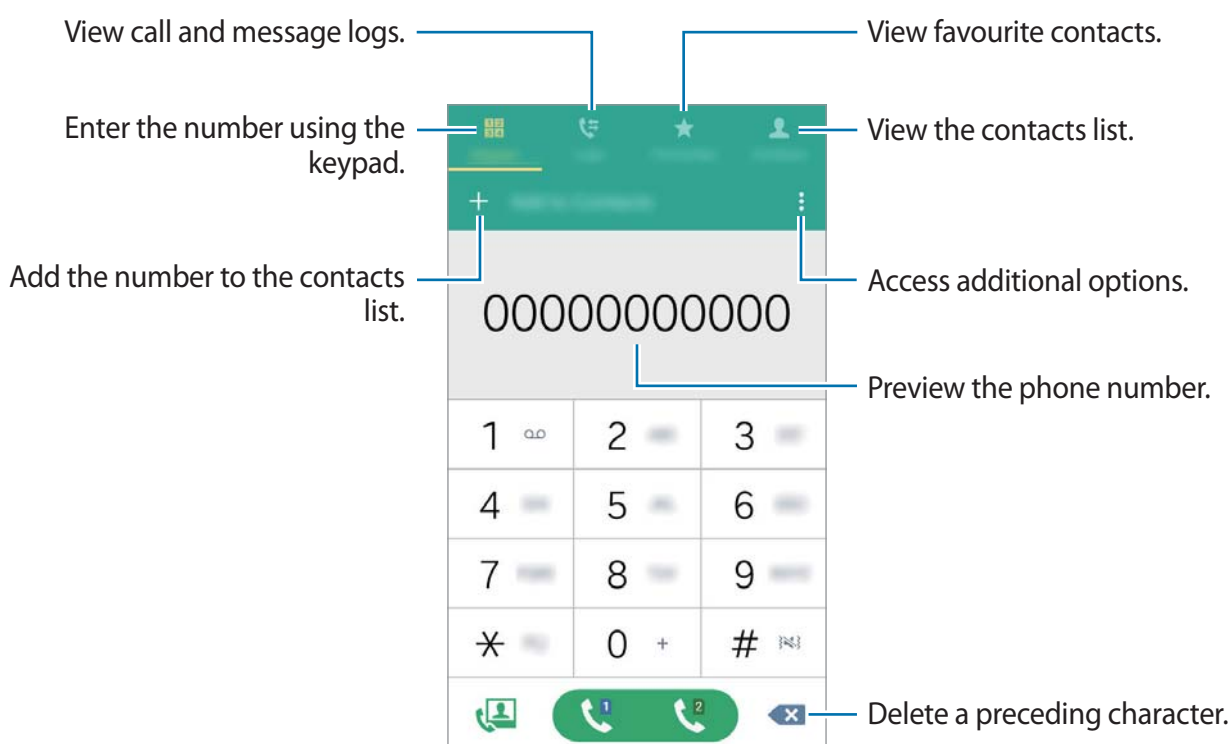 View call and message logs.
View favourite contacts.
Enter the number using the
keypad.
View the contacts list.
Add the number to the contacts
list.
Access additional options.
00000000000
Preview the phone number.
1 2 3
4 5 6
7 8 9
* 0 + #
1 2
Delete a preceding character.